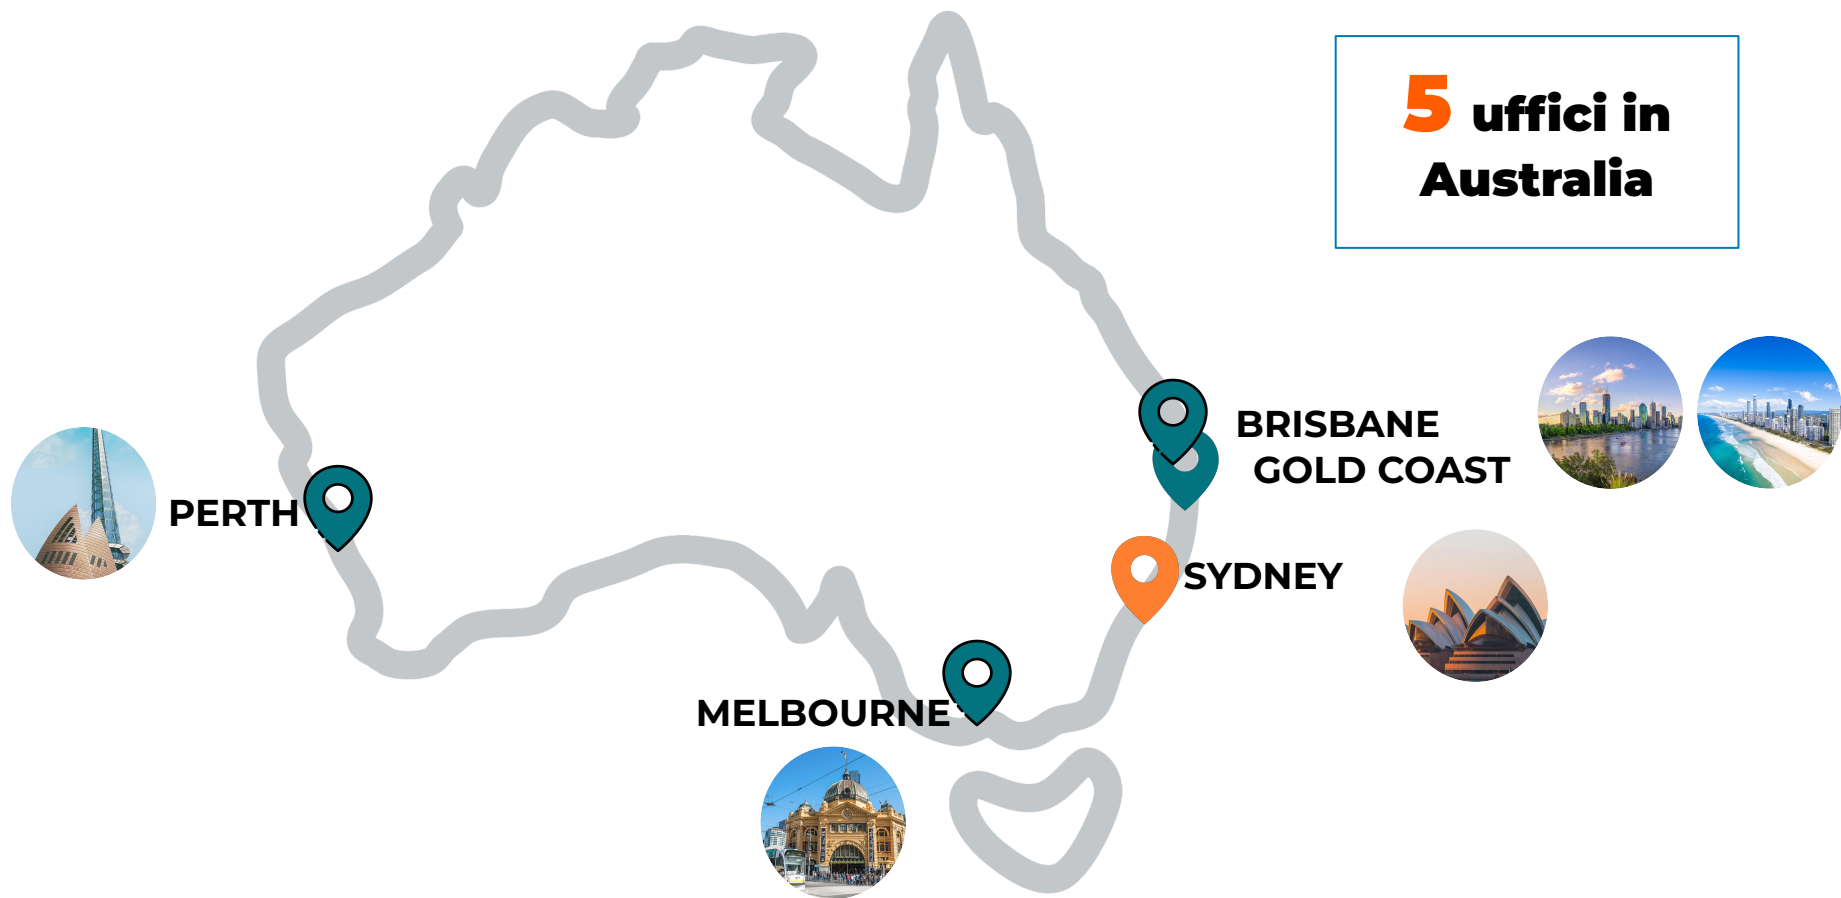 5 uffici in
Australia
BRISBANE
GOLD COAST
PERTH
SYDNEY
MELBOURNE